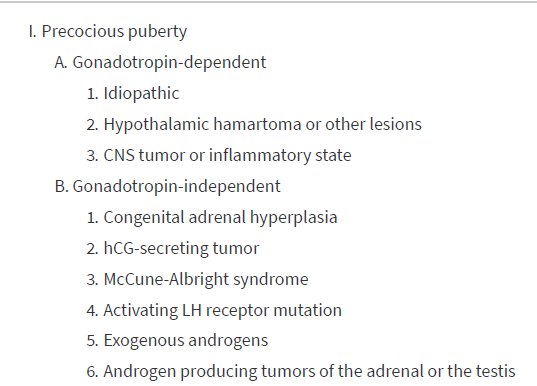 I. Precocious puberty
A. Gonadotropin-dependent
1. Idiopathic
2. Hypothalamic hamartoma or other lesions
3. CNS tumor or inflammatory state
B. Gonadotropin-independent
1. Congenital adrenal hyperplasia
2. hCG-secreting tumor
3. McCune-Albright syndrome
4. Activating LH receptor mutation
5. Exogenous androgens
6. Androgen producing tumors of the adrenal or the testis